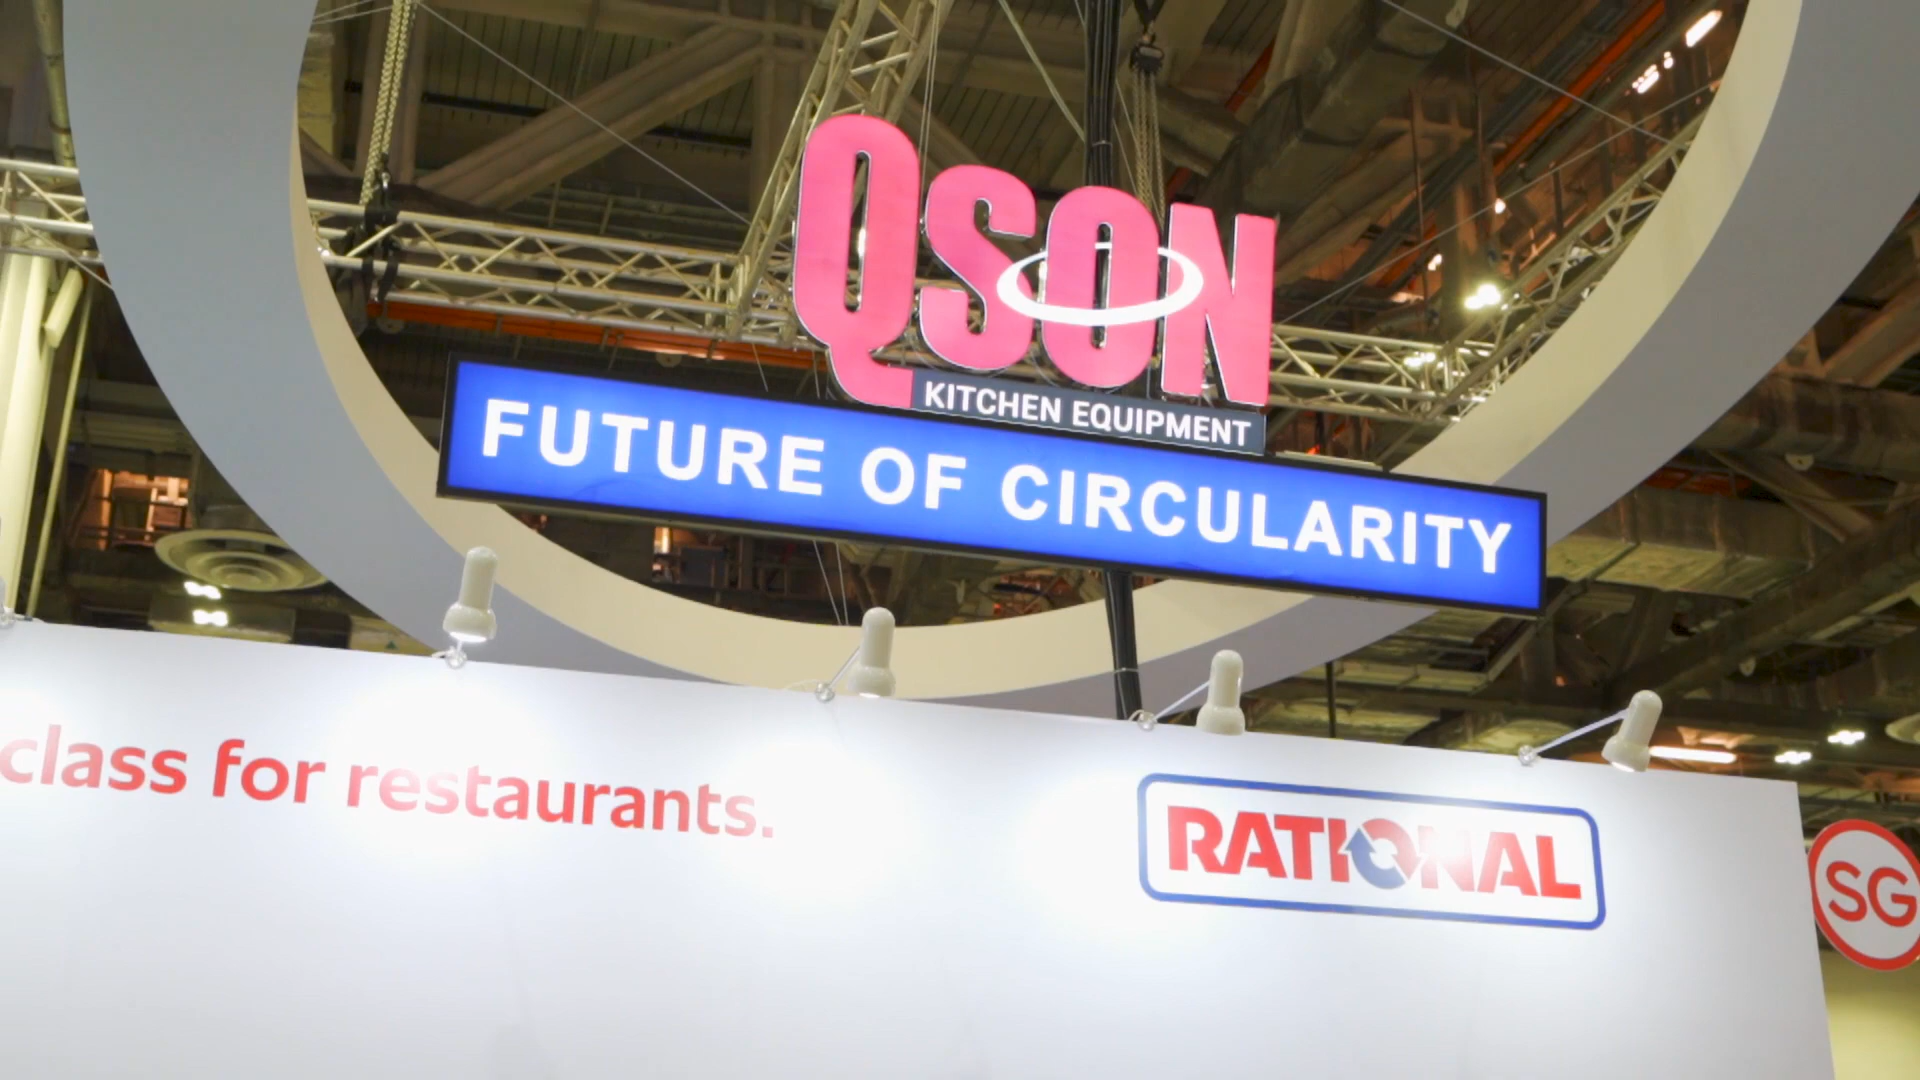 QSON
KITCHEN EQUIPMENT
FUTURE OF CIRCULARITY
class for restaurants.
RATIONAL
SG